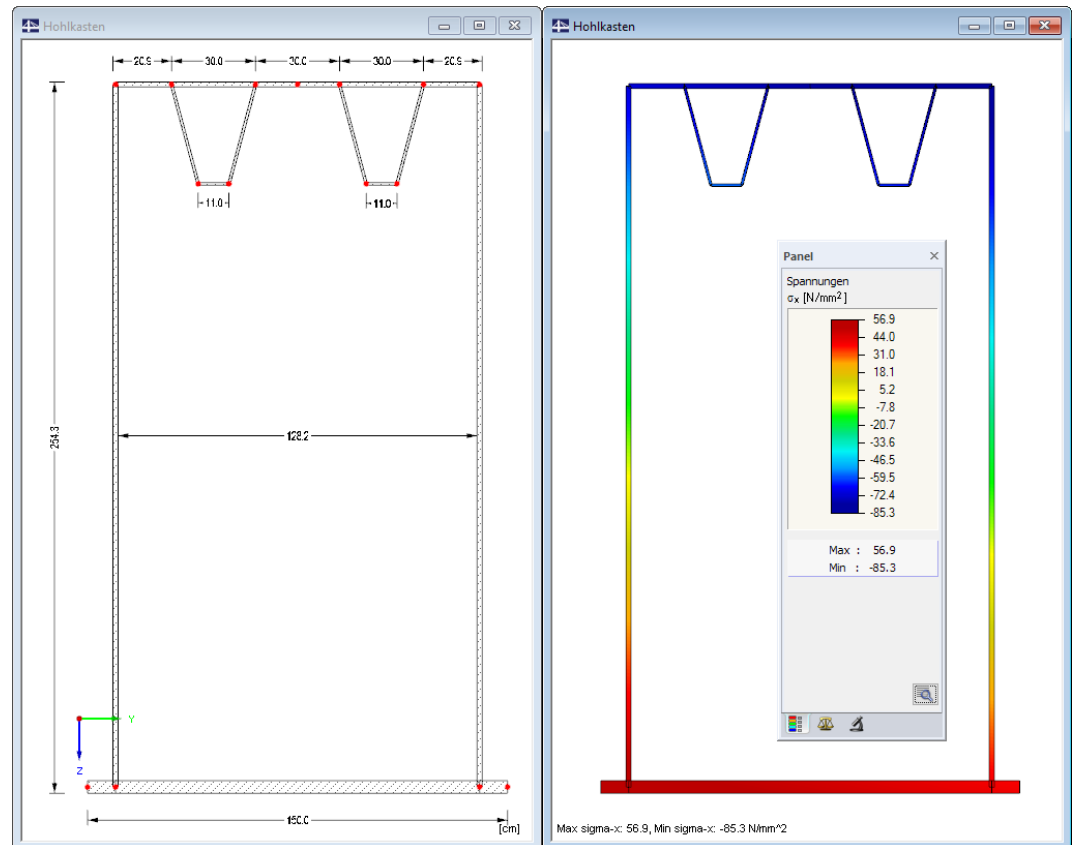 Hohlkasten
20.9 30.0 30.0 30.0 20.9
11.0 11.0
254.3
128.2
Y
Z
150.0
[cm]
Hohlkasten
Panel
Spannungen
σx [N/mm²]
56.9
44.0
31.0
18.1
5.2
-7.8
-20.7
-33.6
-46.5
-59.5
-72.4
-85.3
Max : 56.9
Min : -85.3
Max sigma-x: 56.9, Min sigma-x: -85.3 N/mm^2